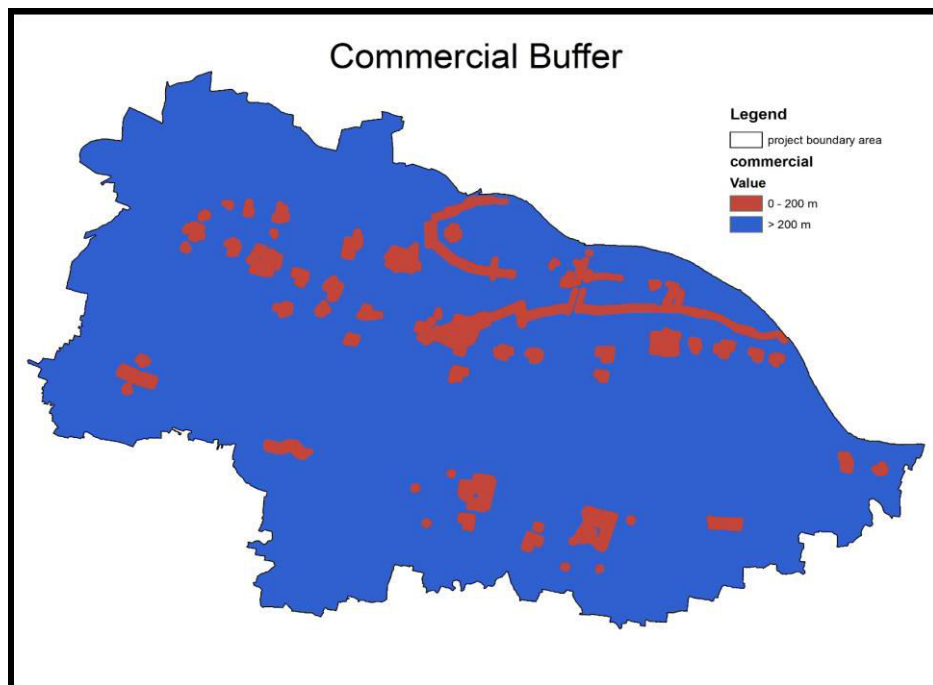 Commercial Buffer
Legend
project boundary area
commercial
Value
0 - 200 m
> 200 m